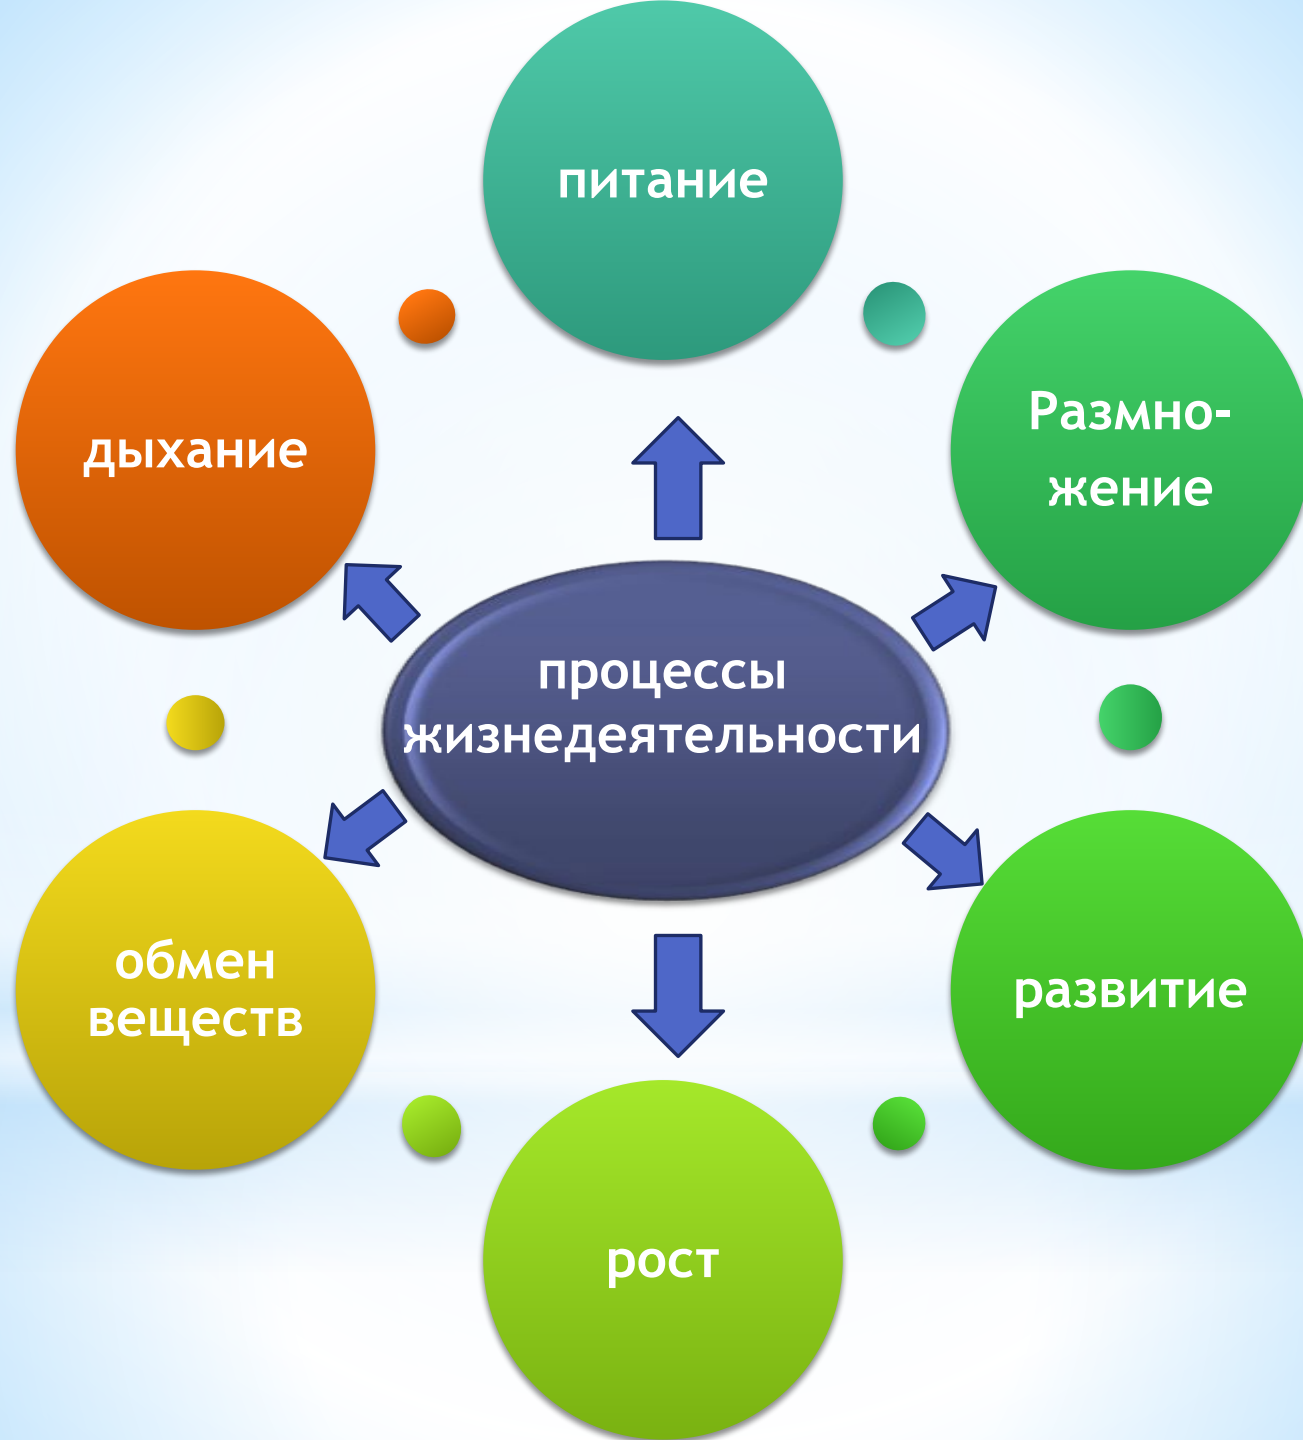 питание
дыхание
Размно-
жение
процессы
жизнедеятельности
обмен
веществ
развитие
рост